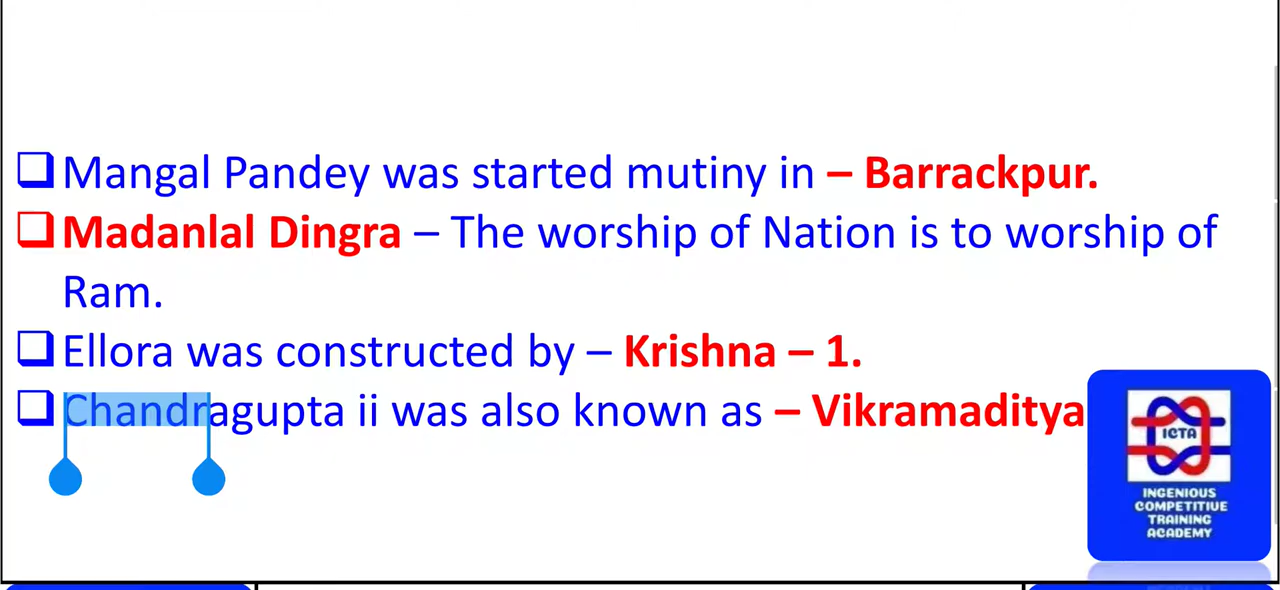 Mangal Pandey was started mutiny in – Barrackpur.
Madanlal Dingra – The worship of Nation is to worship of
Ram.
Ellora was constructed by – Krishna – 1.
Chandragupta ii was also known as – Vikramaditya
ICTA
INGENIOUS
COMPETITIUE
TRAINING
ACADEMY